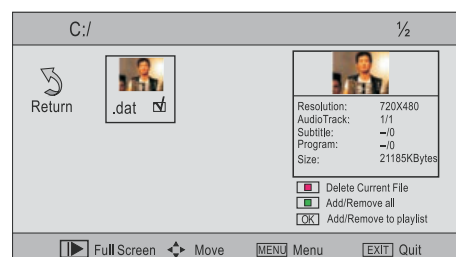 C:/ ½
Return
.dat
Resolution: 720X480
AudioTrack: 1/1
Subtitle: –/0
Program: –/0
Size: 21185KBytes
Delete Current File
Add/Remove all
OK Add/Remove to playlist
Full Screen Move MENU Menu EXIT Quit